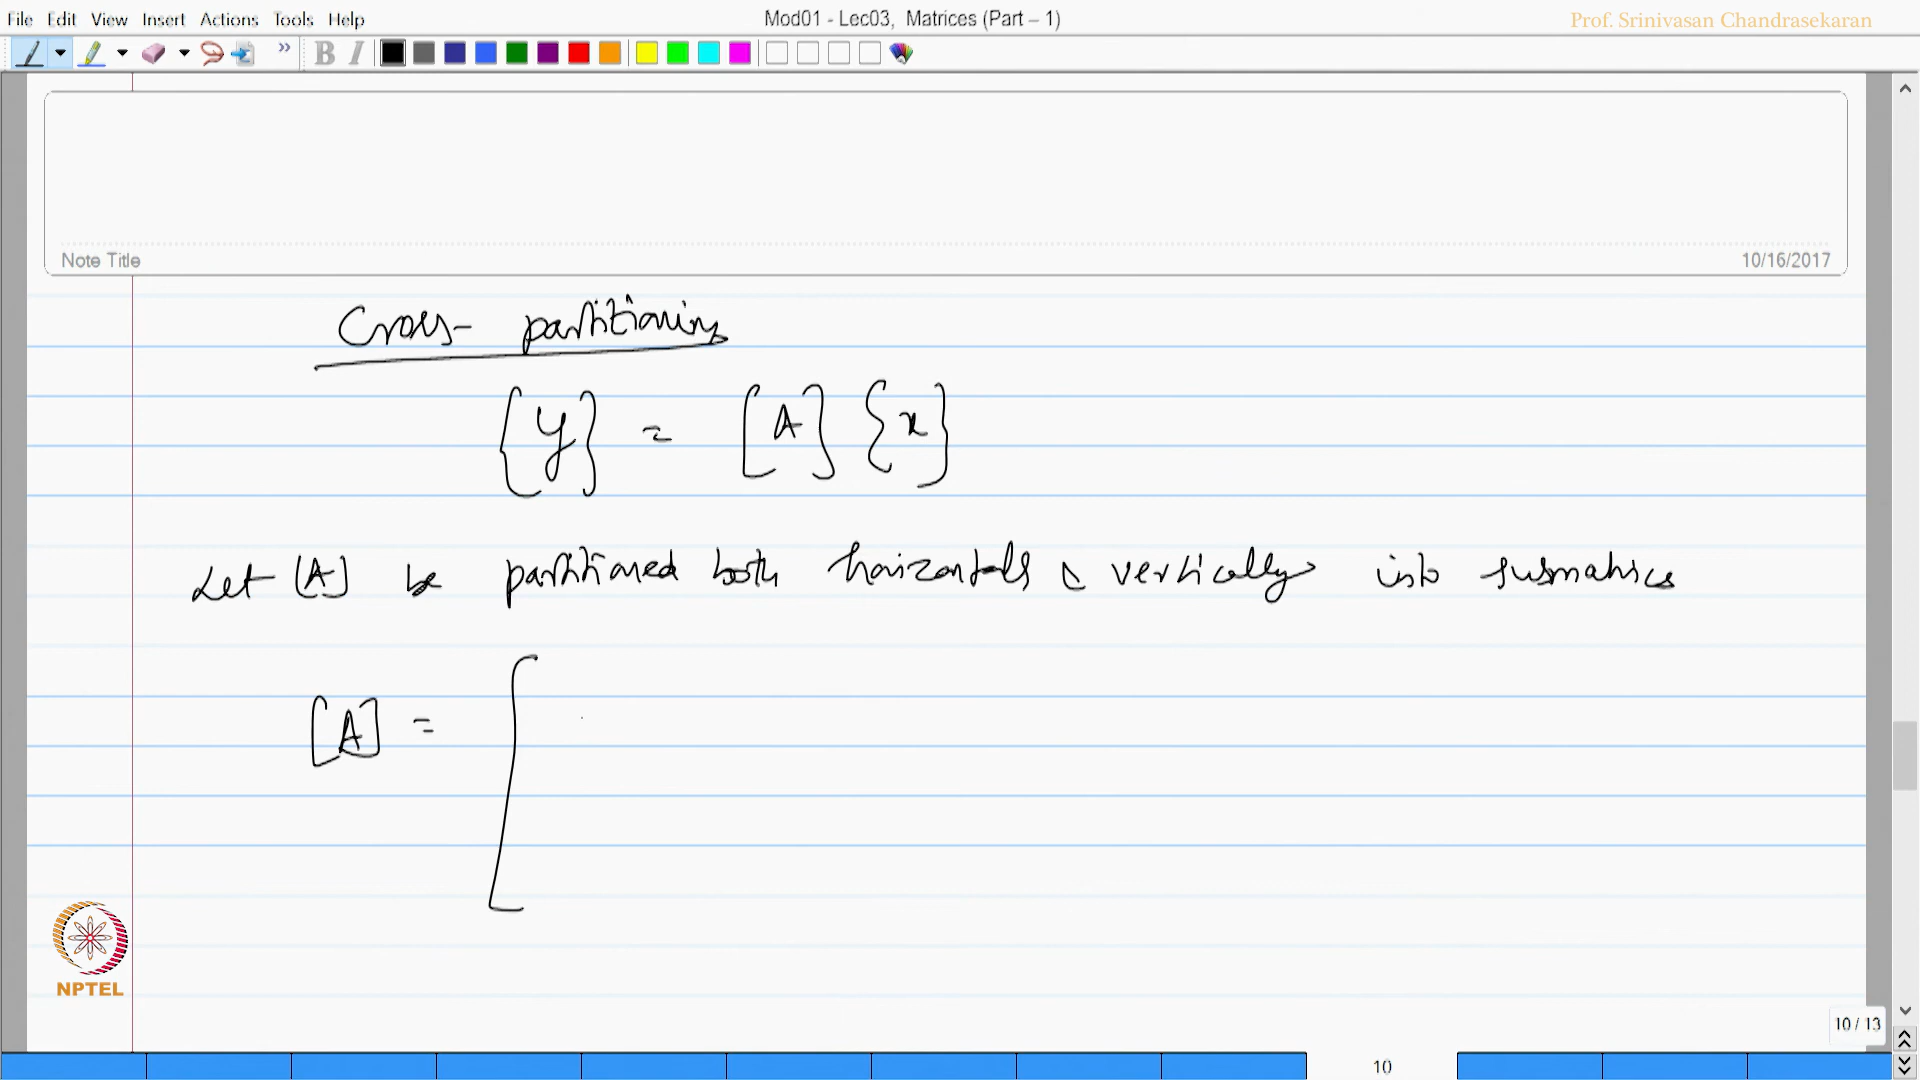 File Edit View Insert Actions Tools Help
Mod01 - Lec03, Matrices (Part – 1)
Prof. Srinivasan Chandrasekaran
B I
Note Title
10/16/2017
Cross- partitioning
{y} = [A] {x}
Let [A] be partitioned both horizontally & vertically into submatrices
[A] = [
NPTEL
10 / 13
10